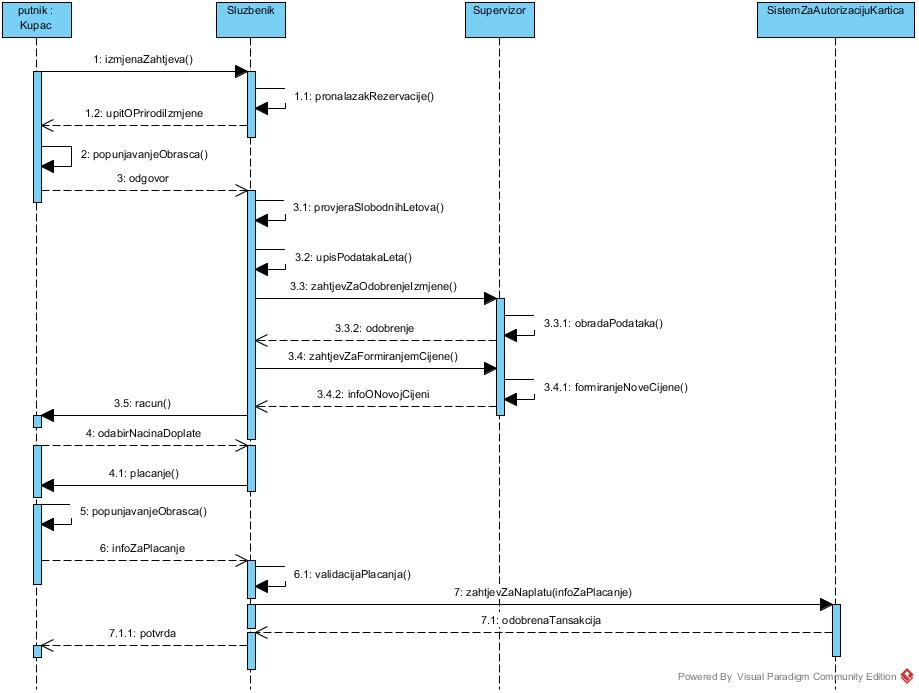 putnik :
Kupac
Sluzbenik
Supervizor
SistemZaAutorizacijuKartica
1: izmjenaZahtjeva()
1.1: pronalazakRezervacije()
1.2: upitOPrirodiIzmjene
2: popunjavanjeObrasca()
3: odgovor
3.1: provjeraSlobodnihLetova()
3.2: upisPodatakaLeta()
3.3: zahtjevZaOdobrenjeIzmjene()
3.3.1: obradaPodataka()
3.3.2: odobrenje
3.4: zahtjevZaFormiranjemCijene()
3.4.1: formiranjeNoveCijene()
3.4.2: infoONovojCijeni
3.5: racun()
4: odabirNacinaDoplate
4.1: placanje()
5: popunjavanjeObrasca()
6: infoZaPlacanje
6.1: validacijaPlacanja()
7: zahtjevZaNaplatu(infoZaPlacanje)
7.1: odobrenaTansakcija
7.1.1: potvrda
Powered By Visual Paradigm Community Edition